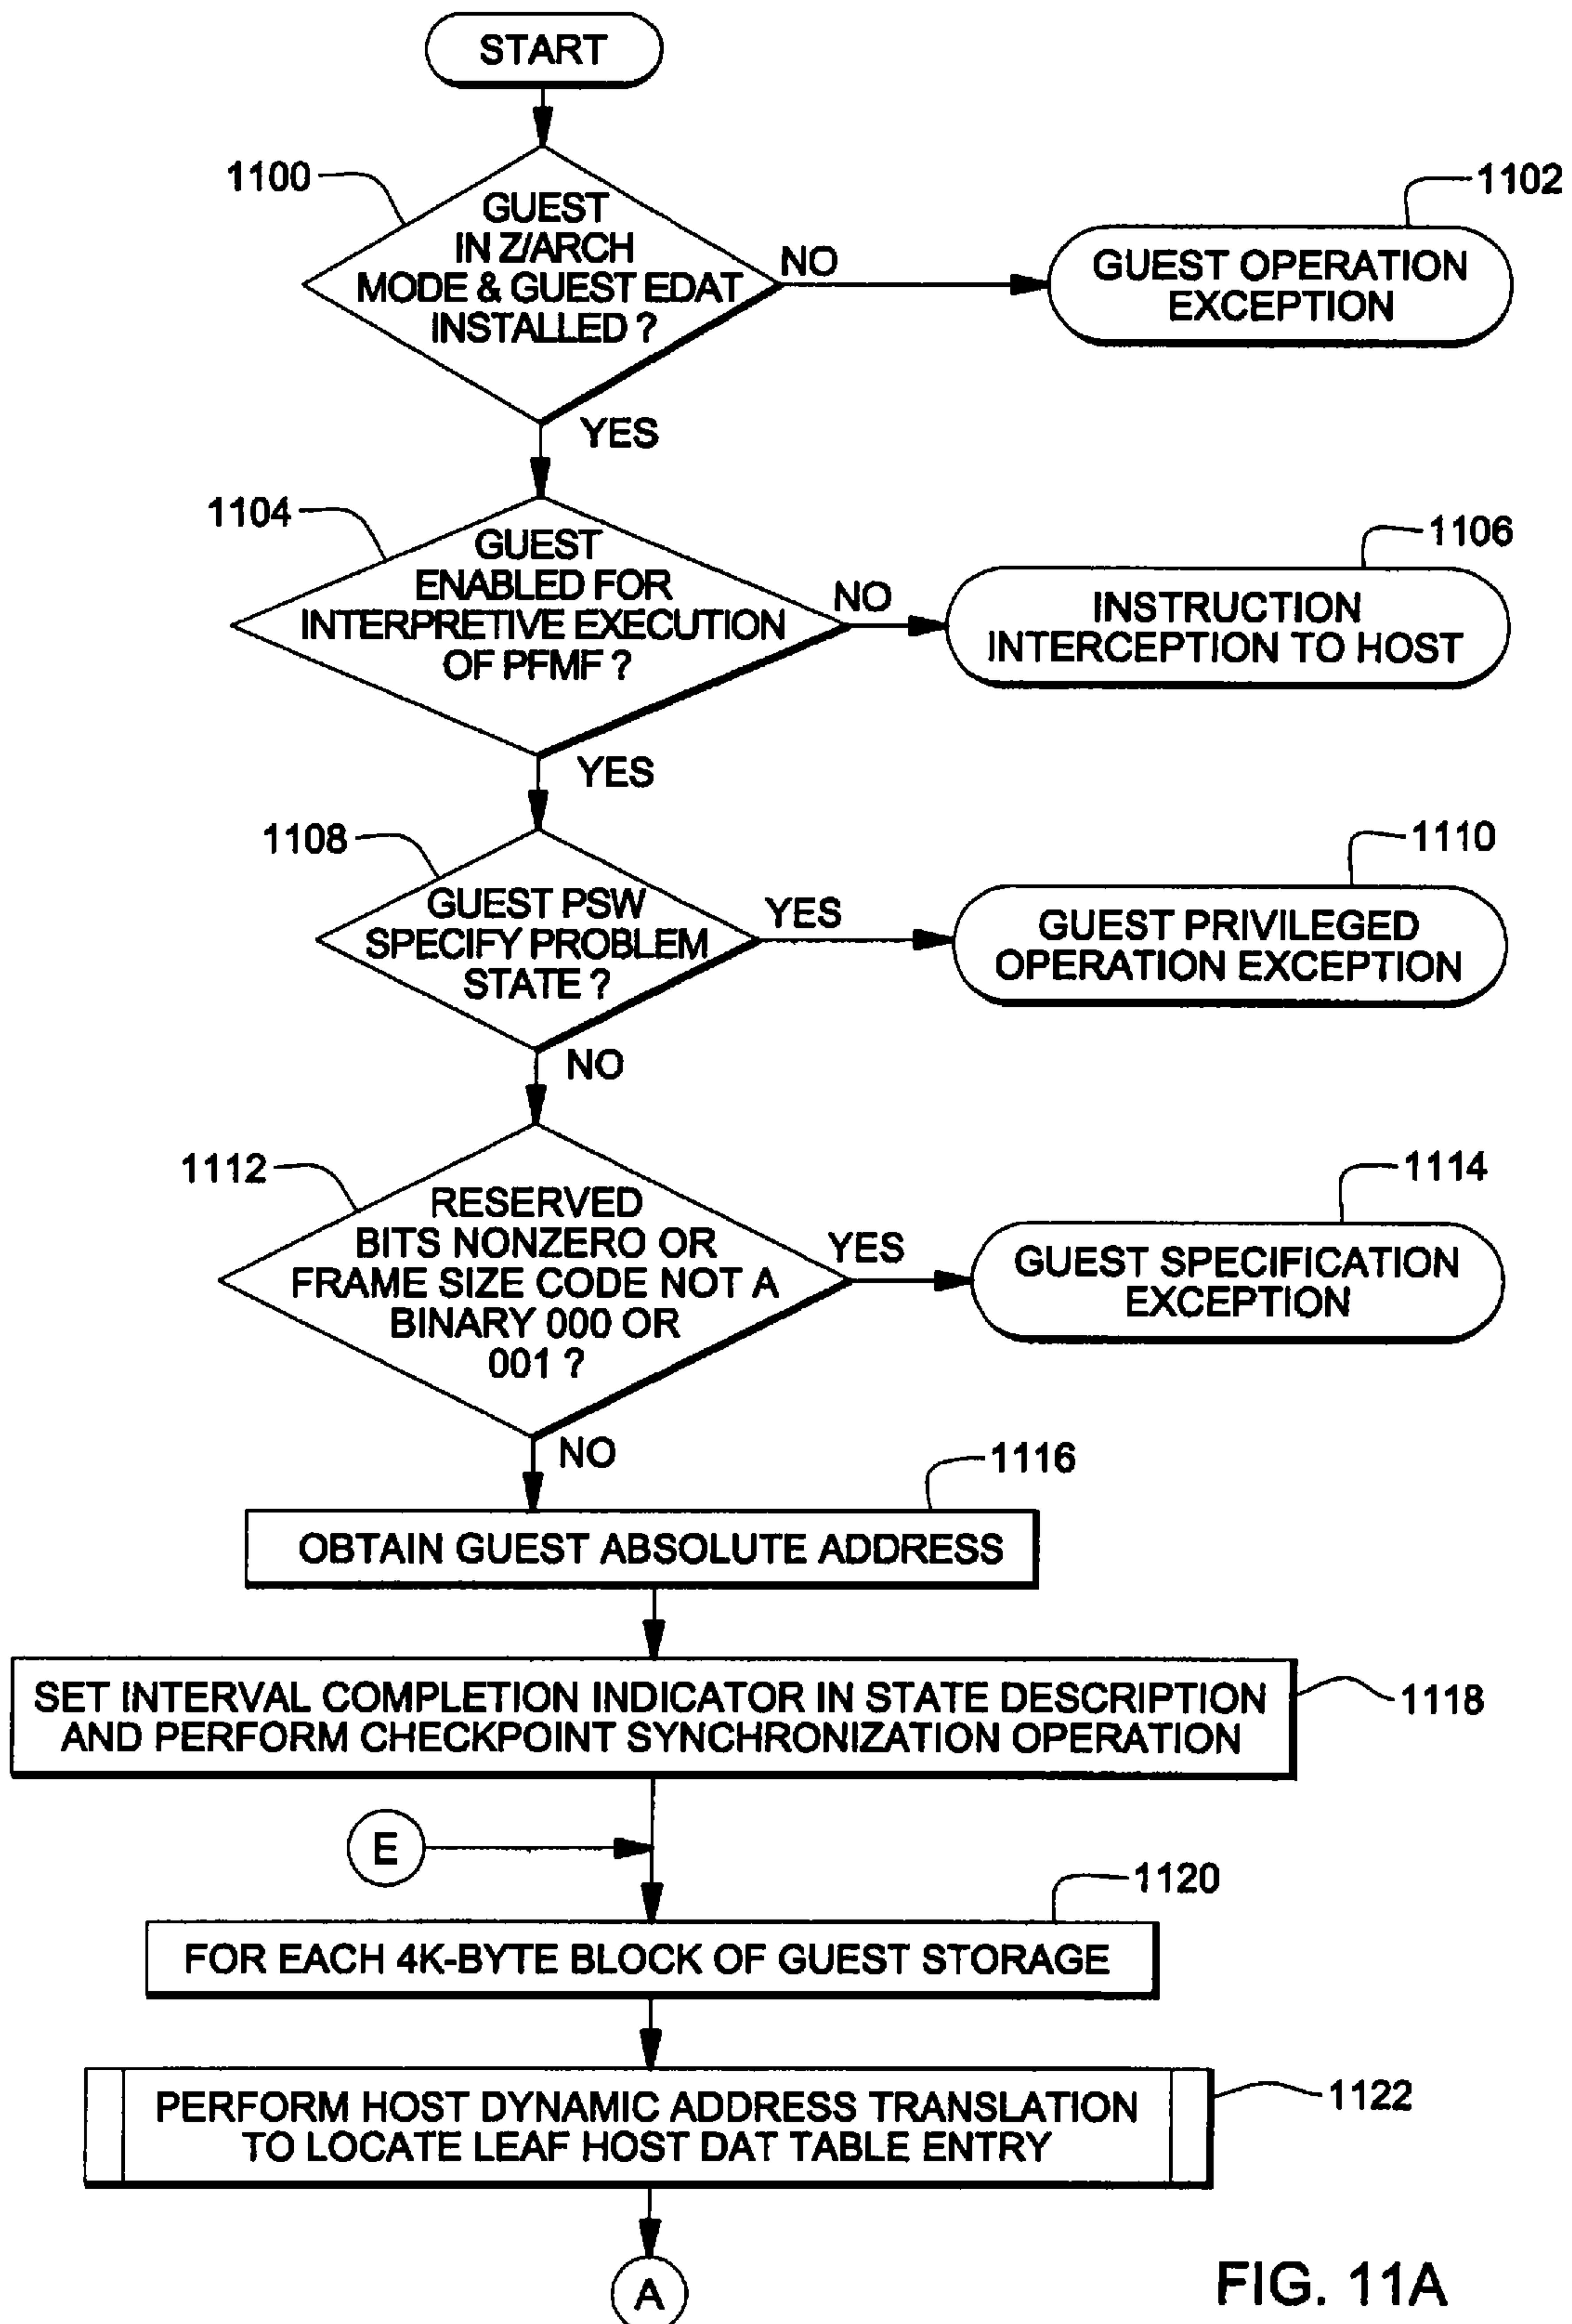 START
1100
GUEST
IN Z/ARCH
MODE & GUEST EDAT
INSTALLED ?
NO
1102
GUEST OPERATION
EXCEPTION
YES
1104
GUEST
ENABLED FOR
INTERPRETIVE EXECUTION
OF PFMF ?
NO
1106
INSTRUCTION
INTERCEPTION TO HOST
YES
1108
GUEST PSW
SPECIFY PROBLEM
STATE ?
YES
1110
GUEST PRIVILEGED
OPERATION EXCEPTION
NO
1112
RESERVED
BITS NONZERO OR
FRAME SIZE CODE NOT A
BINARY 000 OR
001 ?
YES
1114
GUEST SPECIFICATION
EXCEPTION
NO
1116
OBTAIN GUEST ABSOLUTE ADDRESS
SET INTERVAL COMPLETION INDICATOR IN STATE DESCRIPTION
AND PERFORM CHECKPOINT SYNCHRONIZATION OPERATION
1118
E
1120
FOR EACH 4K-BYTE BLOCK OF GUEST STORAGE
PERFORM HOST DYNAMIC ADDRESS TRANSLATION
TO LOCATE LEAF HOST DAT TABLE ENTRY
1122
A
FIG. 11A